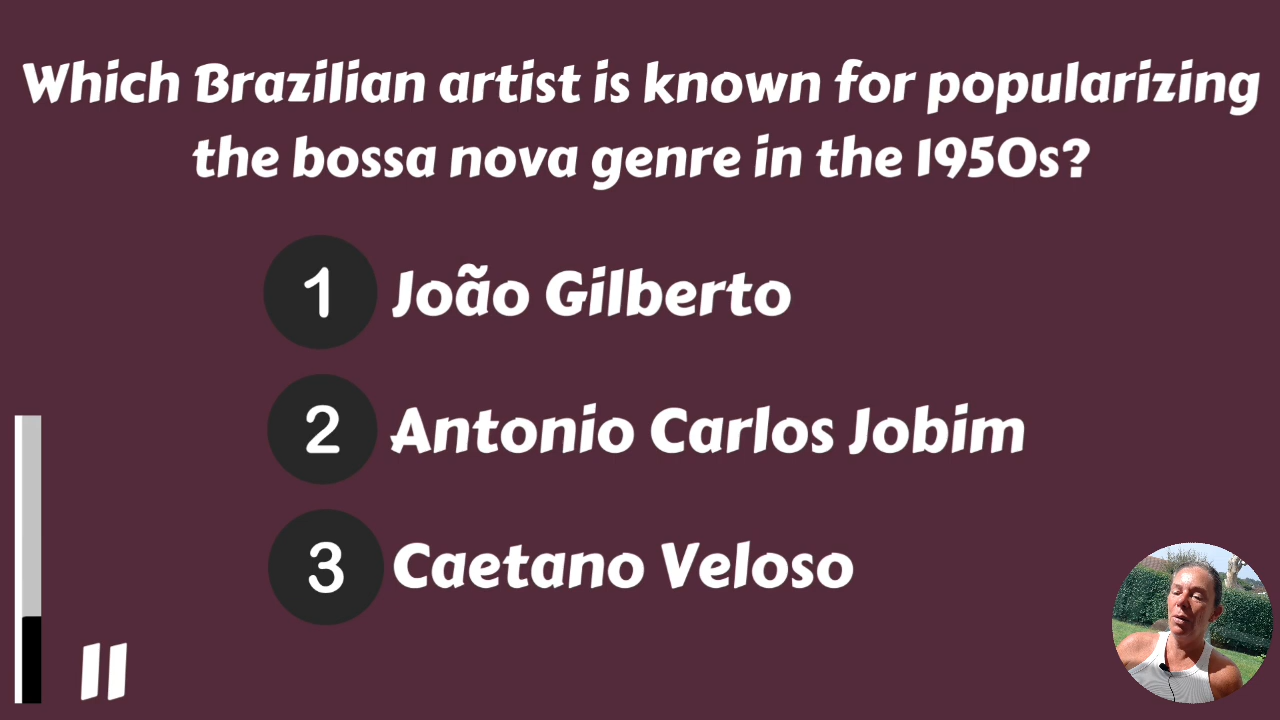 Which Brazilian artist is known for popularizing
the bossa nova genre in the 1950s?
1 João Gilberto
2 Antonio Carlos Jobim
3 Caetano Veloso